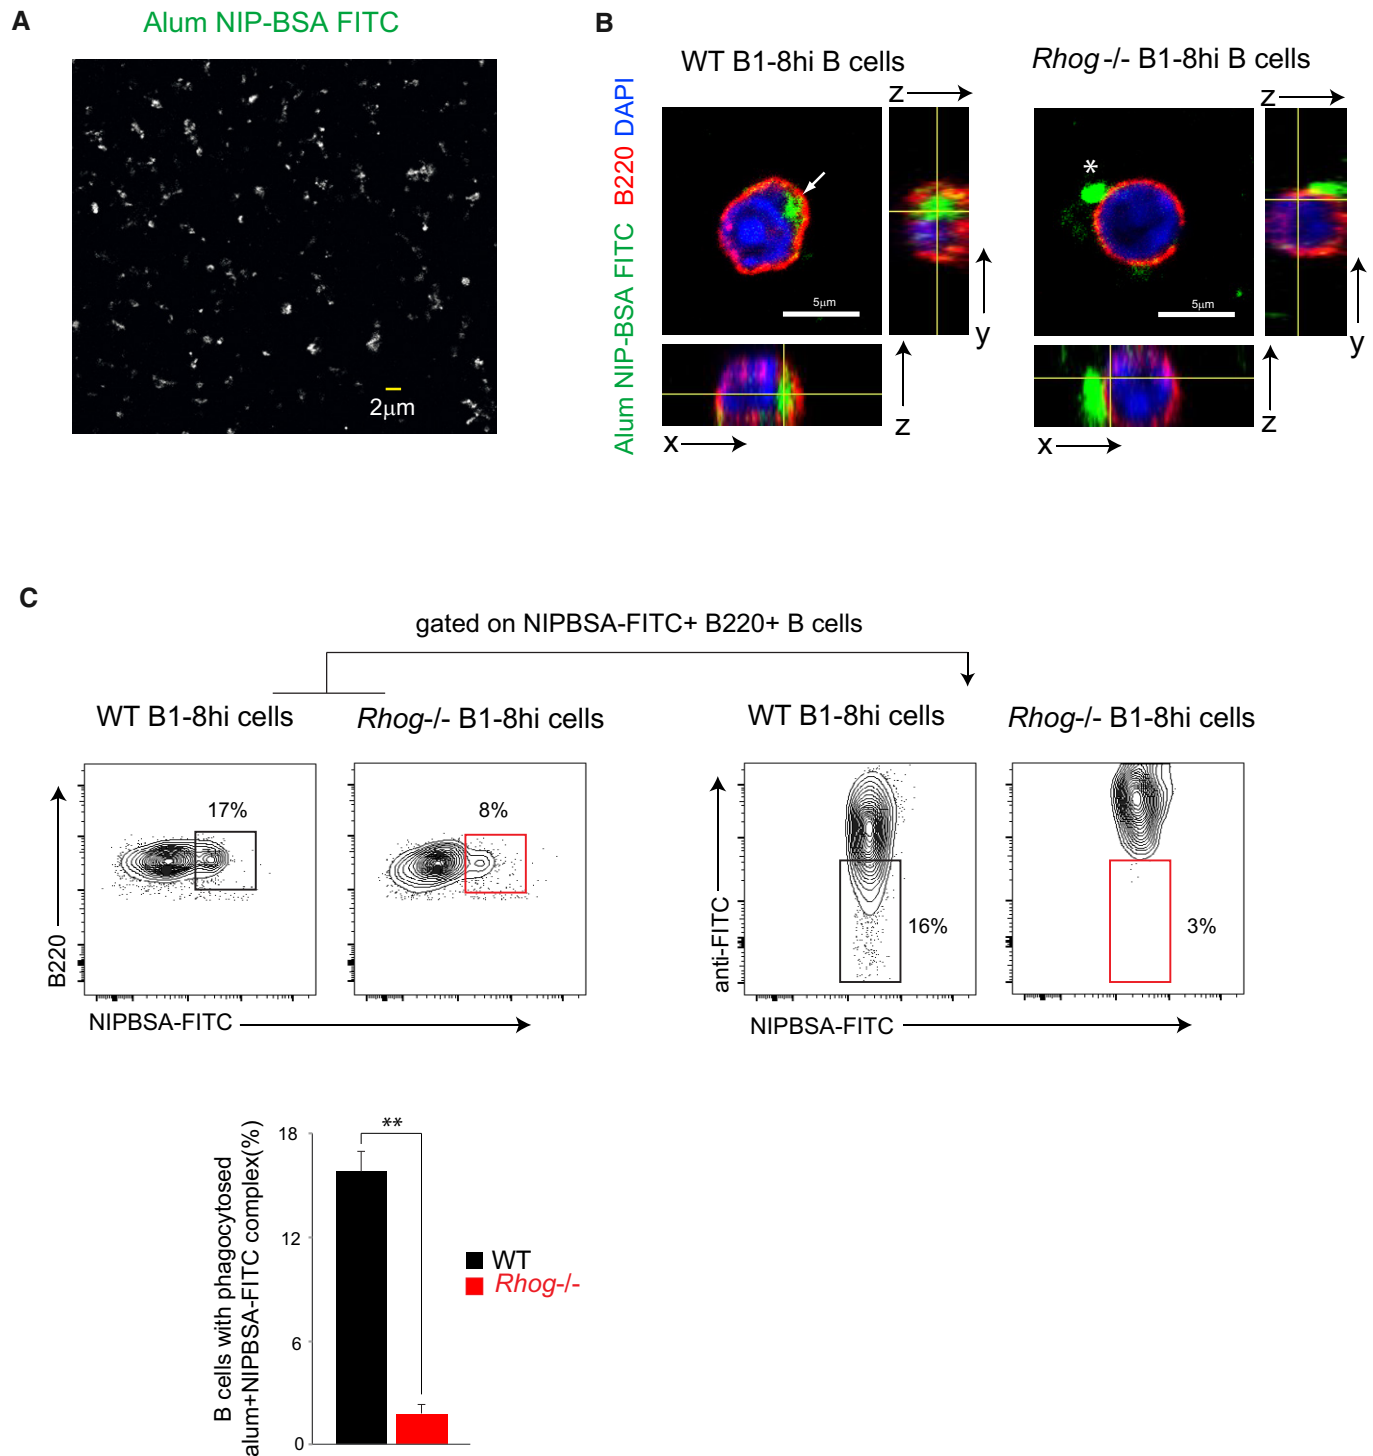 A
Alum NIP-BSA FITC
2μm
B
WT B1-8hi B cells
Rhog -/- B1-8hi B cells
Alum NIP-BSA FITC B220 DAPI
z
*
5μm
y
x
z
z
5μm
y
x
z
C
gated on NIPBSA-FITC+ B220+ B cells
WT B1-8hi cells
Rhog-/- B1-8hi cells
WT B1-8hi cells
Rhog-/- B1-8hi cells
17%
8%
16%
3%
B220
anti-FITC
NIPBSA-FITC
NIPBSA-FITC
B cells with phagocytosed
alum+NIPBSA-FITC complex(%)
18
12
6
0
**
WT
Rhog-/-